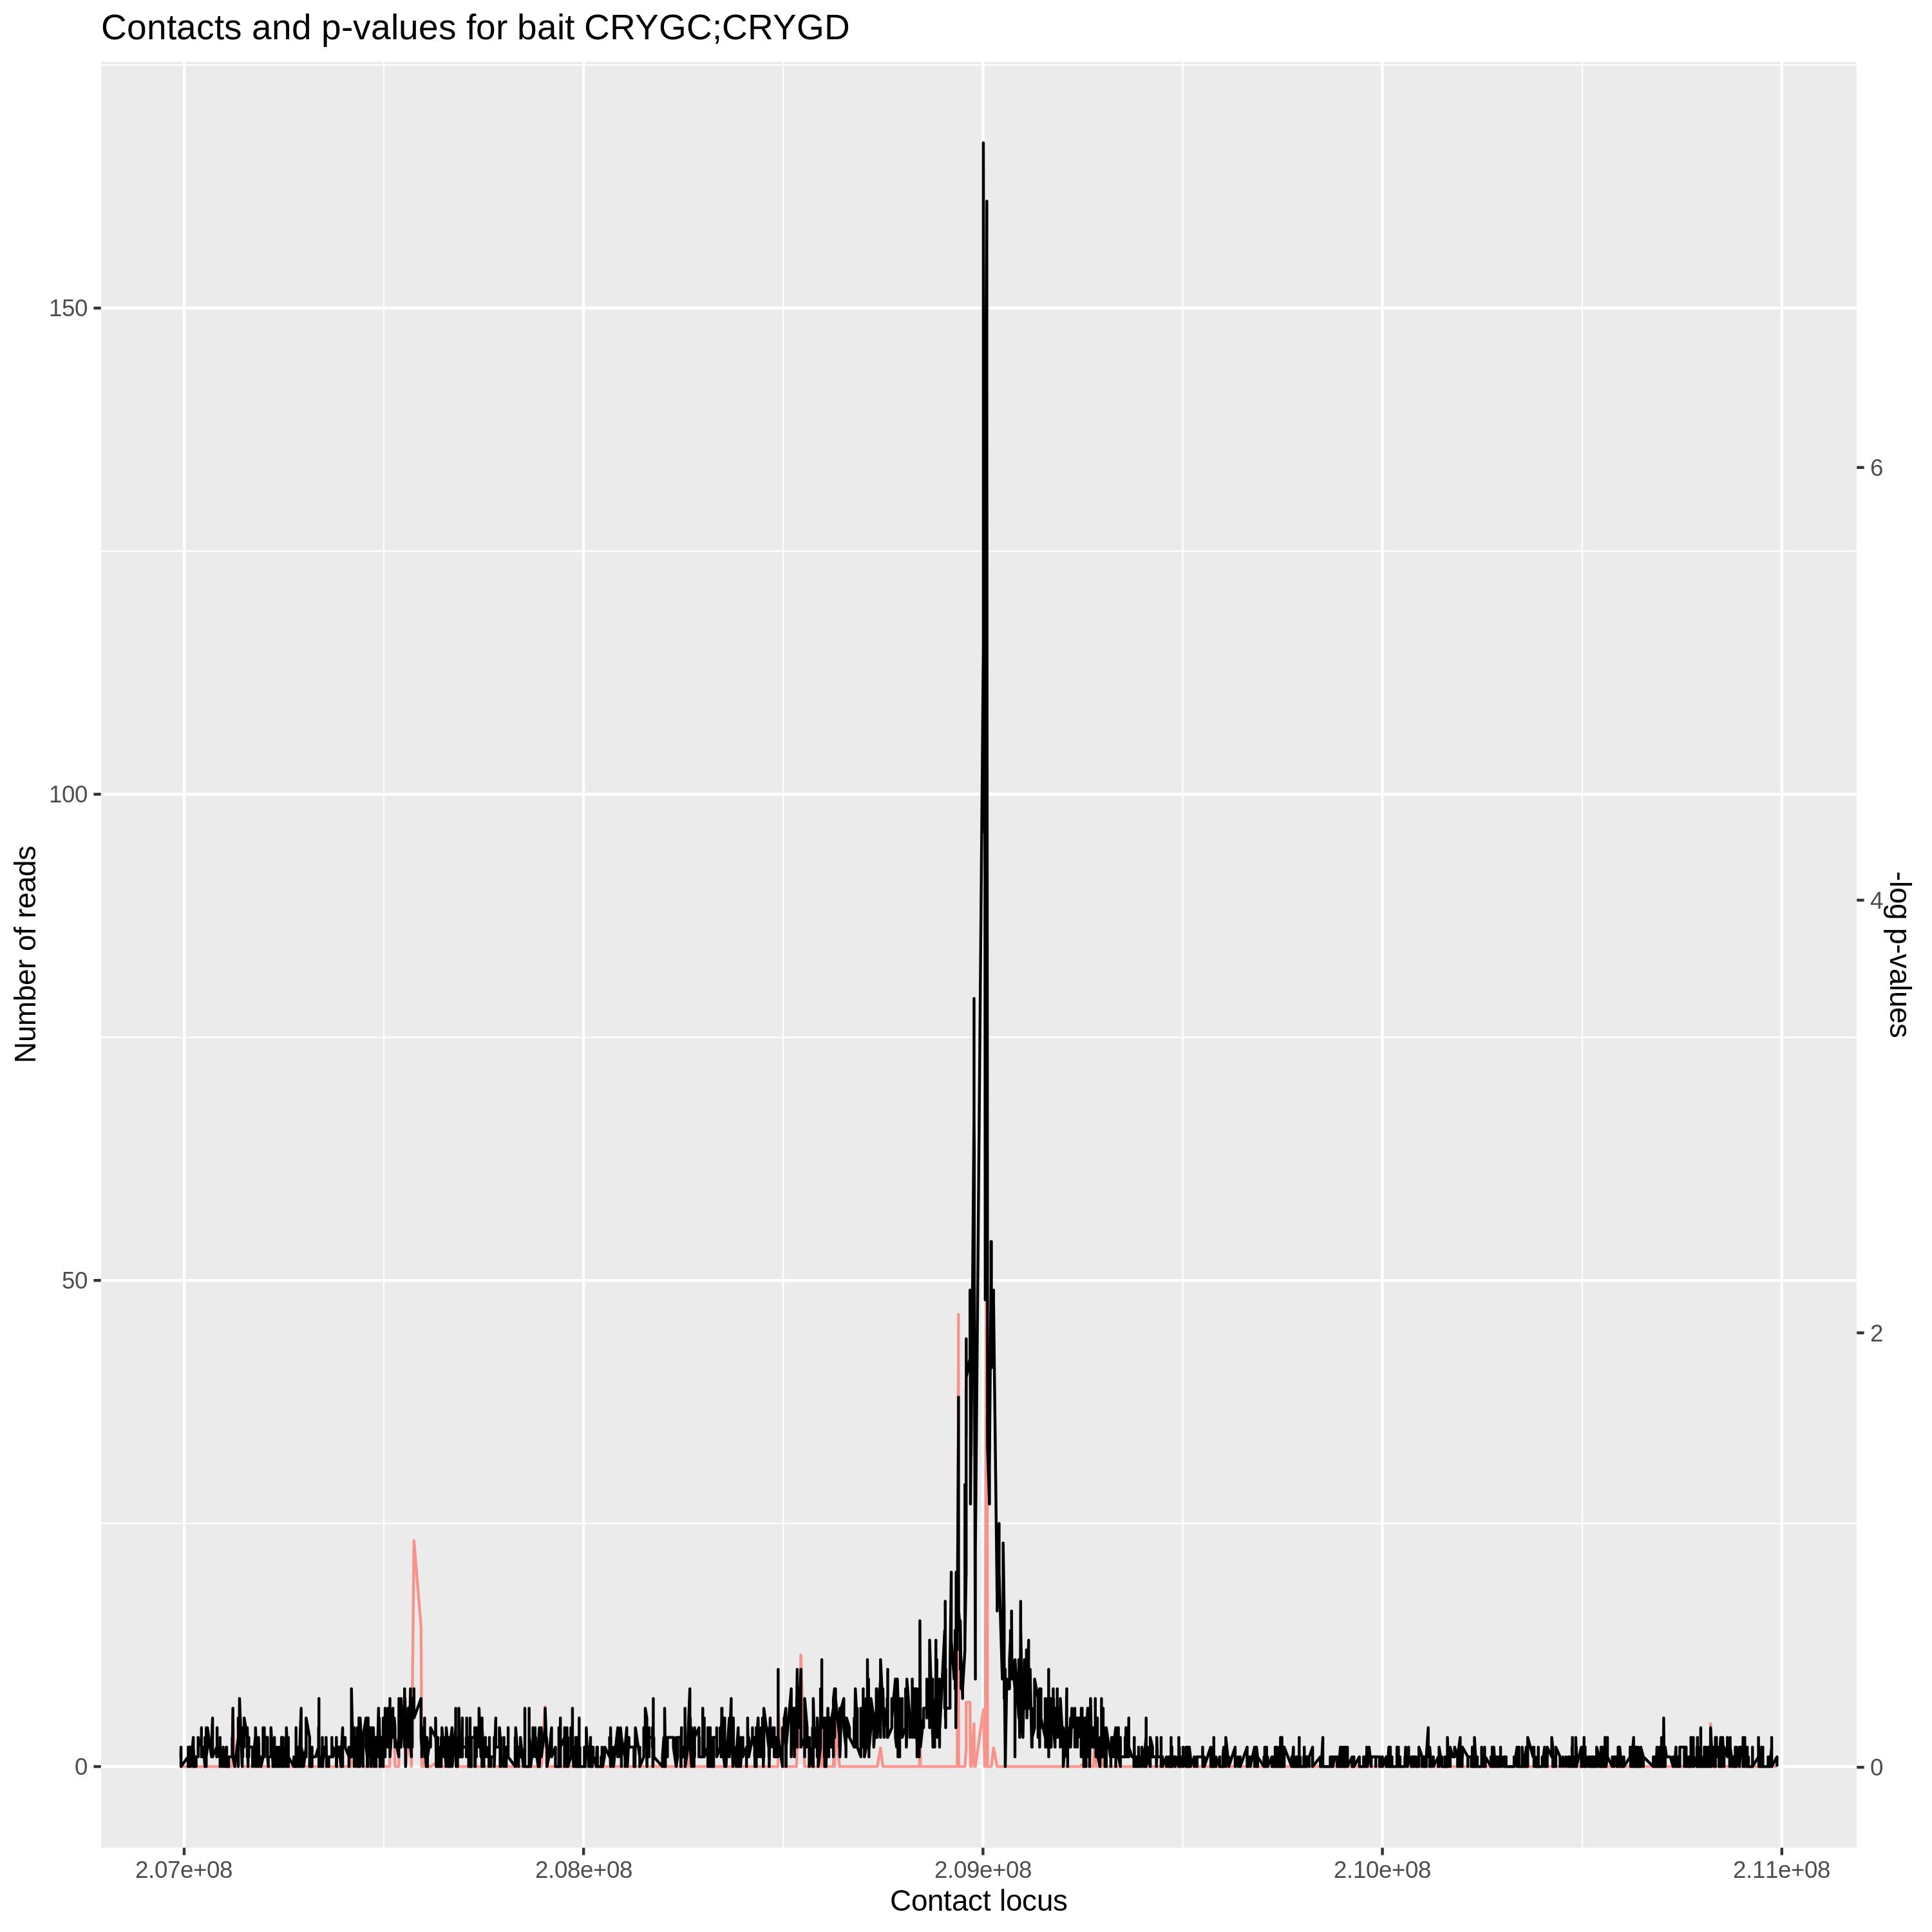 Contacts and p-values for bait CRYGC;CRYGD
Number of reads
150
100
50
0
6
4
2
0
-log p-values
2.07e+08
2.08e+08
2.09e+08
2.10e+08
2.11e+08
Contact locus